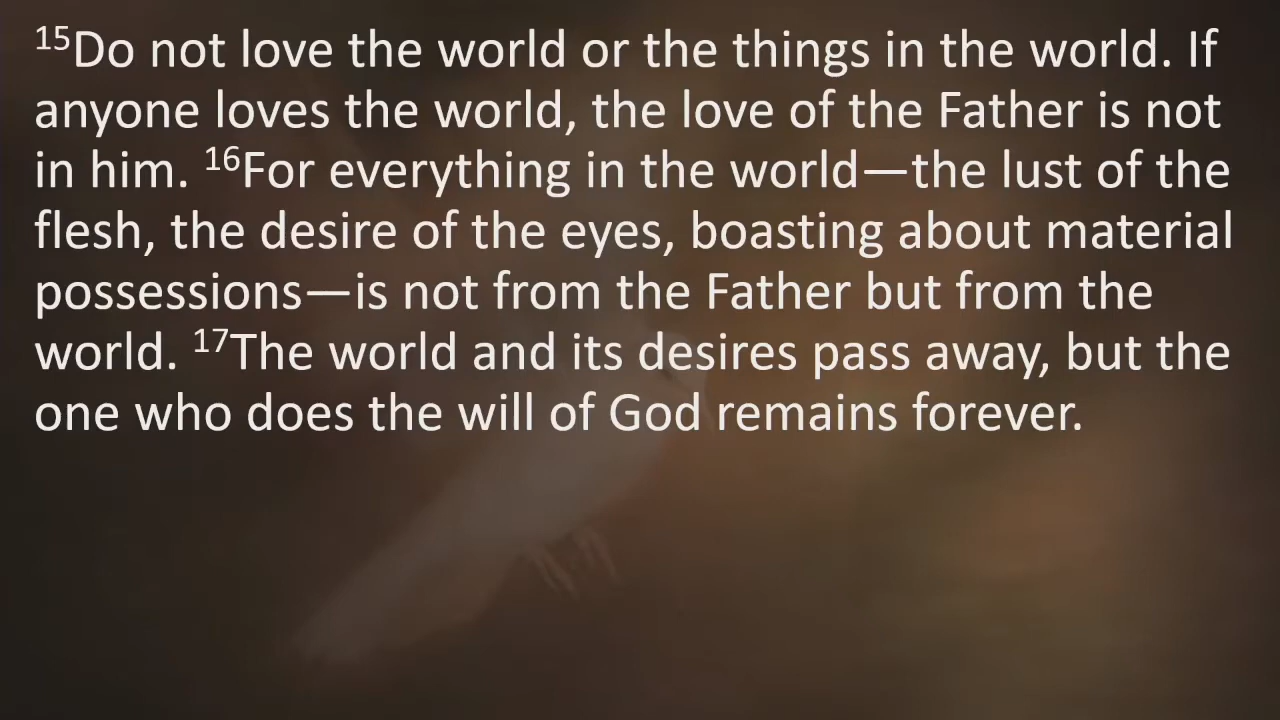 ¹⁵Do not love the world or the things in the world. If
anyone loves the world, the love of the Father is not
in him. ¹⁶For everything in the world—the lust of the
flesh, the desire of the eyes, boasting about material
possessions—is not from the Father but from the
world. ¹⁷The world and its desires pass away, but the
one who does the will of God remains forever.